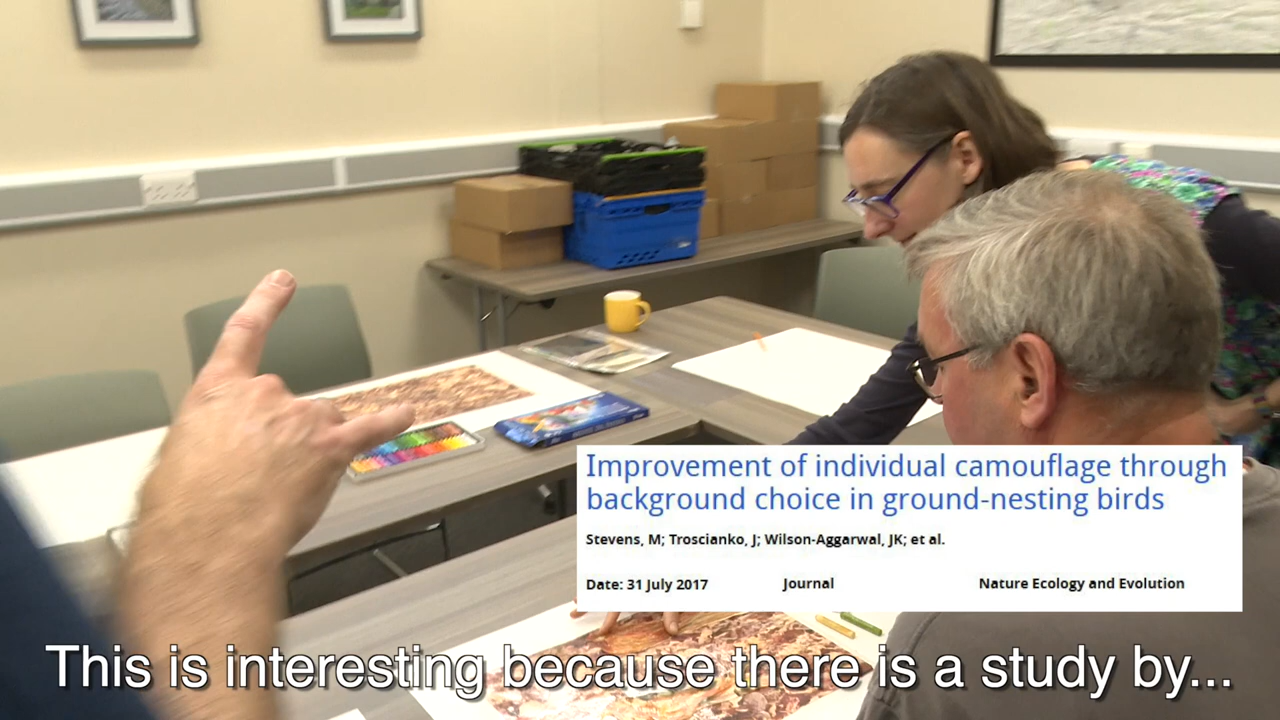 Improvement of individual camouflage through
background choice in ground-nesting birds
Stevens, M; Troscianko, J; Wilson-Aggarwal, JK; et al.
Date: 31 July 2017 Journal Nature Ecology and Evolution
This is interesting because there is a study by...